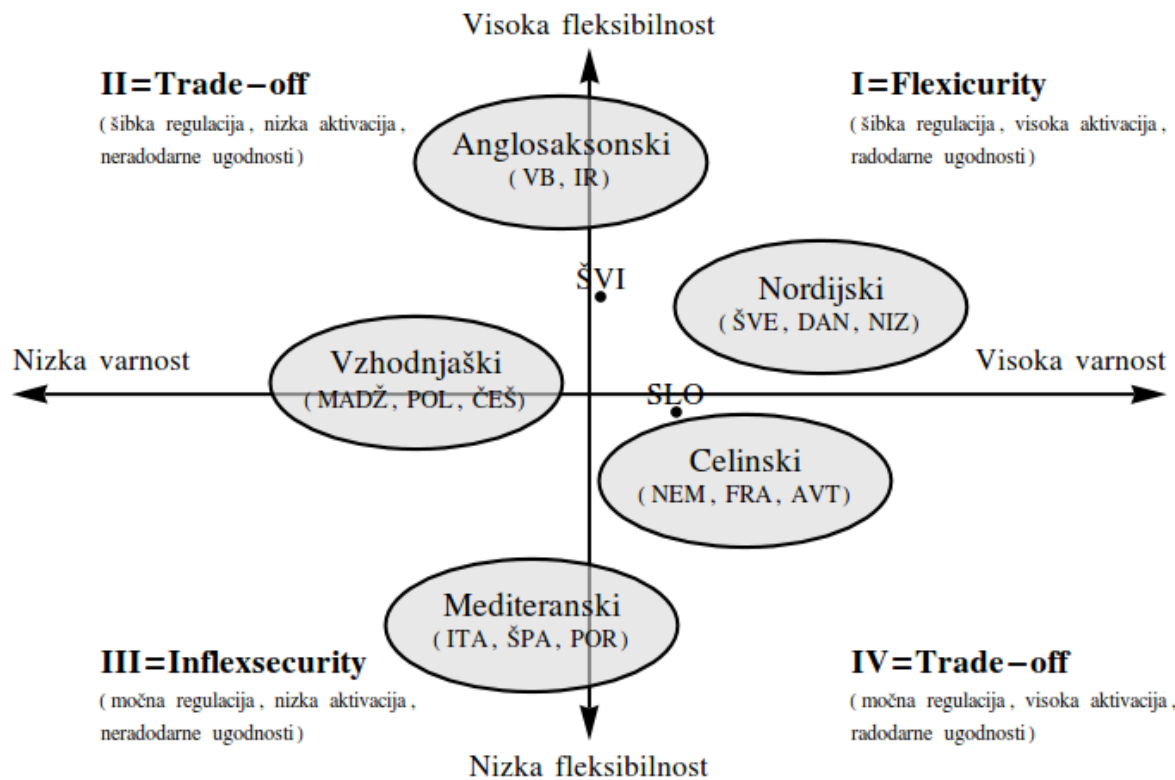 Visoka fleksibilnost
II=Trade-off
(šibka regulacija, nizka aktivacija,
neradodarne ugodnosti)
I=Flexicurity
(šibka regulacija, visoka aktivacija,
radodarne ugodnosti)
Anglosaksonski
(VB, IR)
ŠVI
Nordijski
(ŠVE, DAN, NIZ)
Nizka varnost
Vzhodnjaški
(MADŽ, POL, ČEŠ)
Visoka varnost
SLO
Celinski
(NEM, FRA, AVT)
Mediteranski
(ITA, ŠPA, POR)
III=Inflexsecurity
(močna regulacija, nizka aktivacija,
neradodarne ugodnosti)
IV=Trade-off
(močna regulacija, visoka aktivacija,
radodarne ugodnosti)
Nizka fleksibilnost